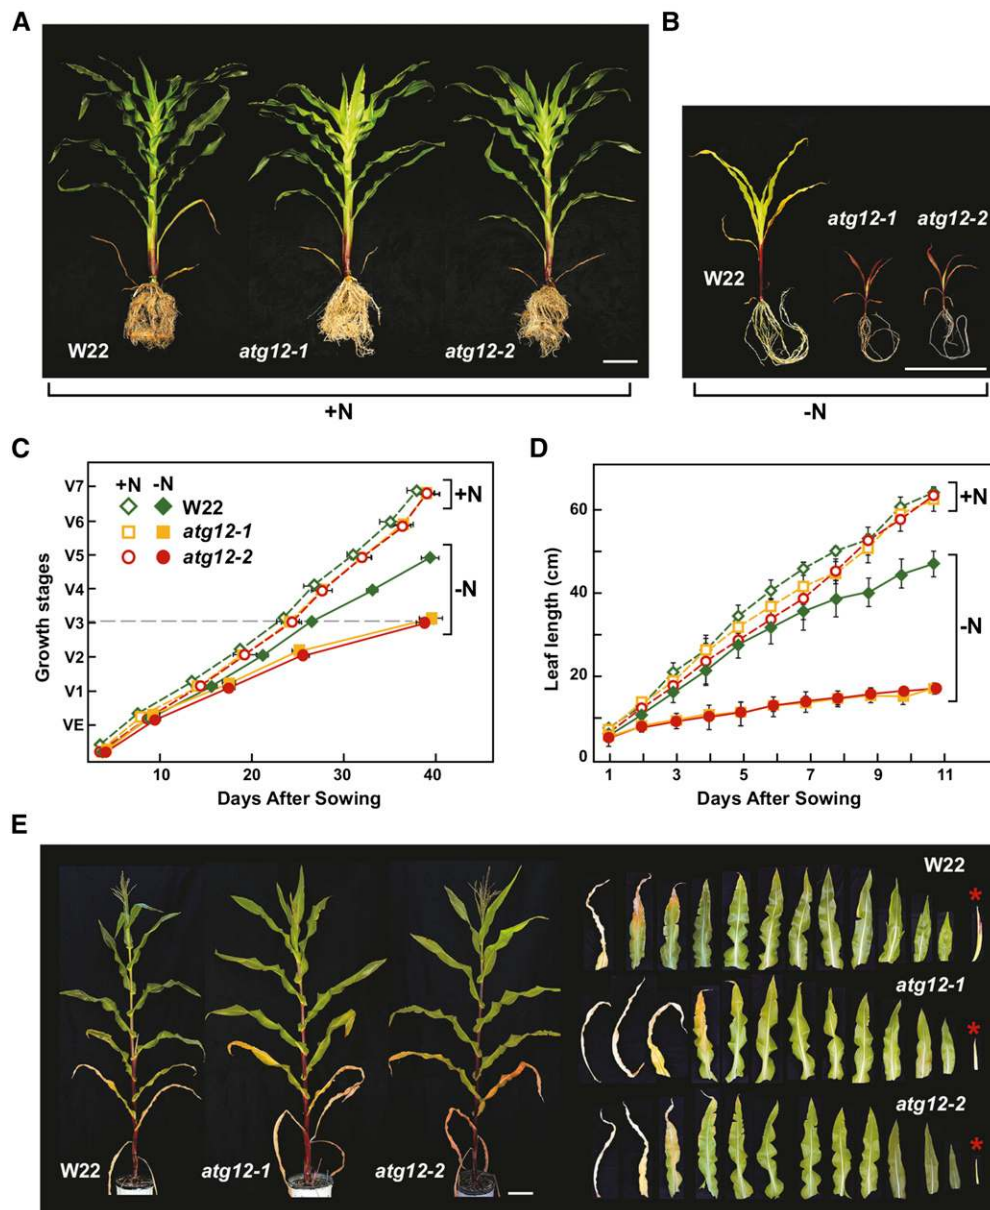 A
B
W22
atg12-1
atg12-2
+N
W22
atg12-1
atg12-2
-N
C
+N -N
W22
atg12-1
atg12-2
V7
V6
V5
V4
V3
V2
V1
VE
Growth stages
10 20 30 40
Days After Sowing
+N
-N
D
60
40
20
0
Leaf length (cm)
1 3 5 7 9 11
Days After Sowing
+N
-N
E
W22
atg12-1
atg12-2
W22
*
atg12-1
*
atg12-2
*